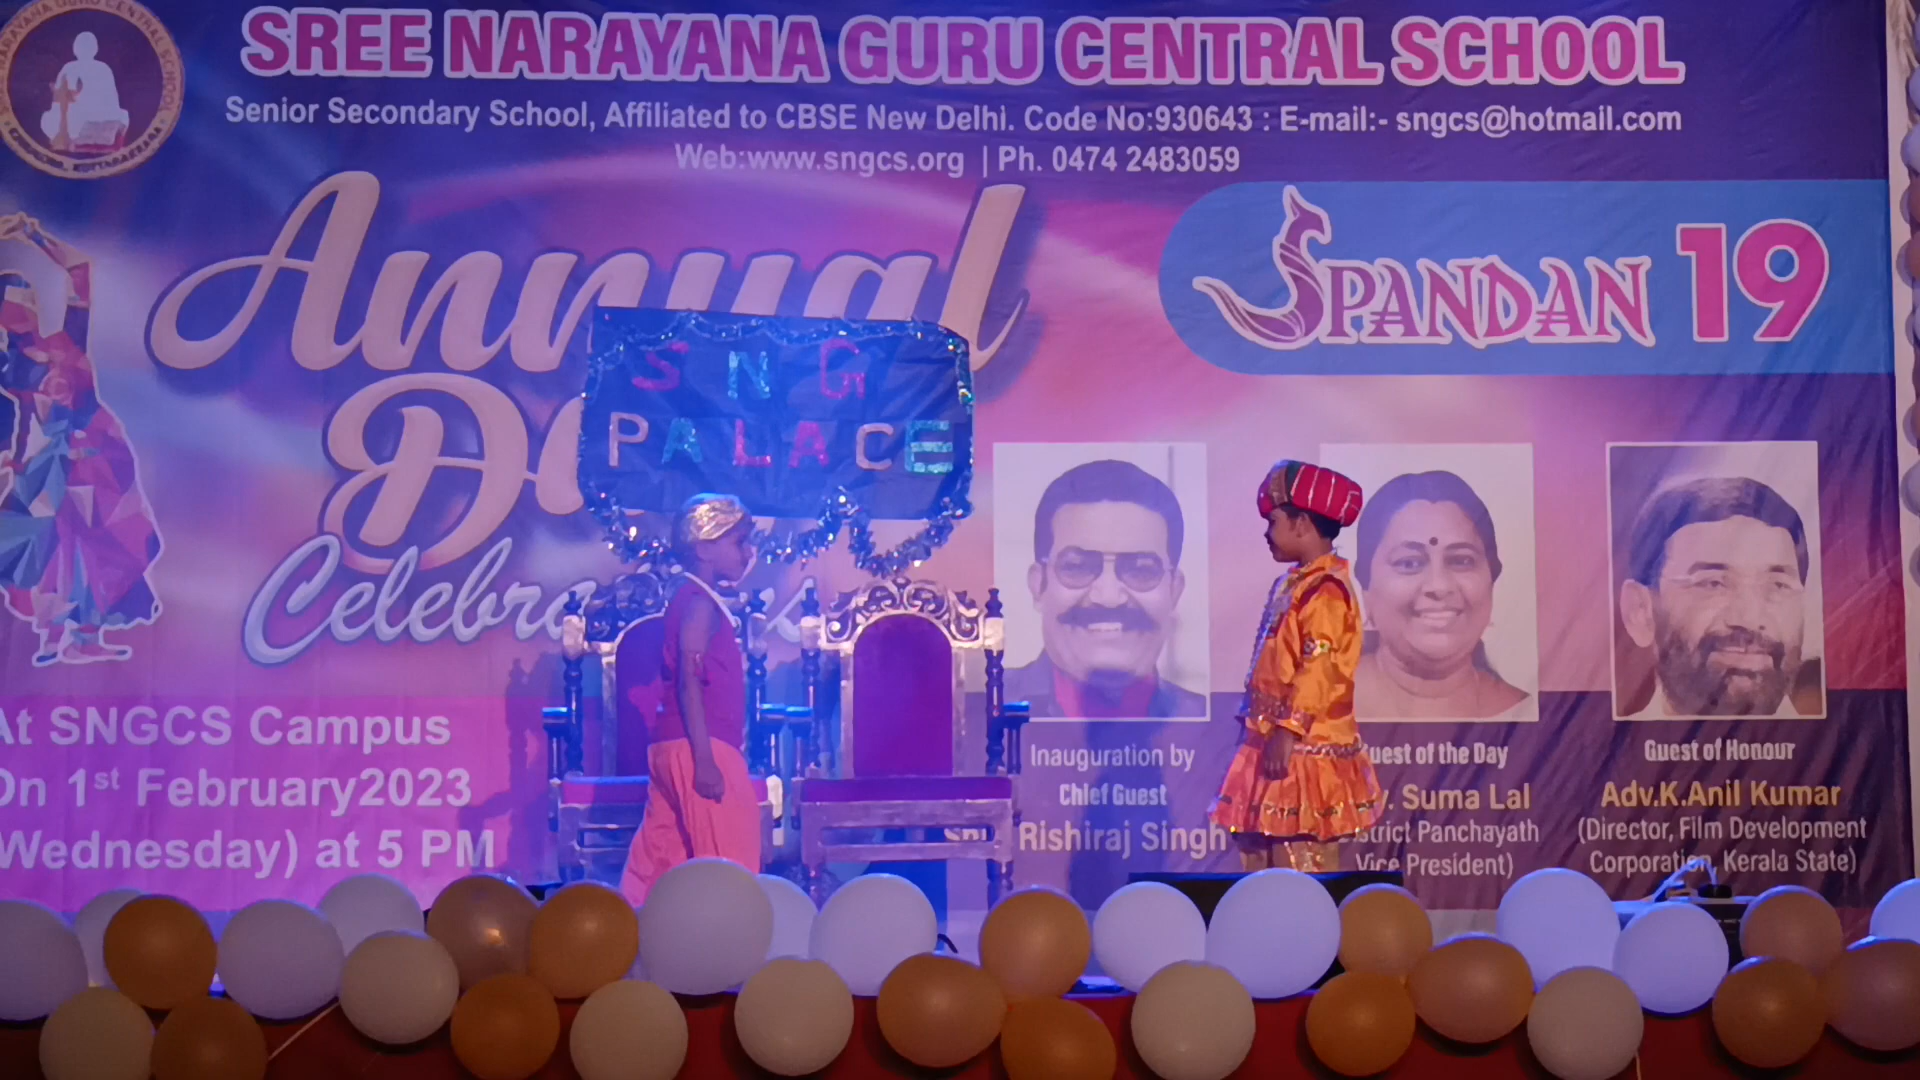 SREE NARAYANA GURU CENTRAL SCHOOL
Senior Secondary School, Affiliated to CBSE New Delhi. Code No:930643 : E-mail:- sngcs@hotmail.com
Web:www.sngcs.org | Ph. 0474 2483059
Annual
SPANDAN 19
SNG
PALACE
At SNGCS Campus
On 1st February2023
(Wednesday) at 5 PM
Inauguration by
Chief Guest
Rishiraj Singh
of the Day
Suma Lal
Panchayath
Vice President)
Guest of Honour
Adv.K.Anil Kumar
(Director, Film Development
Corporation, Kerala State)